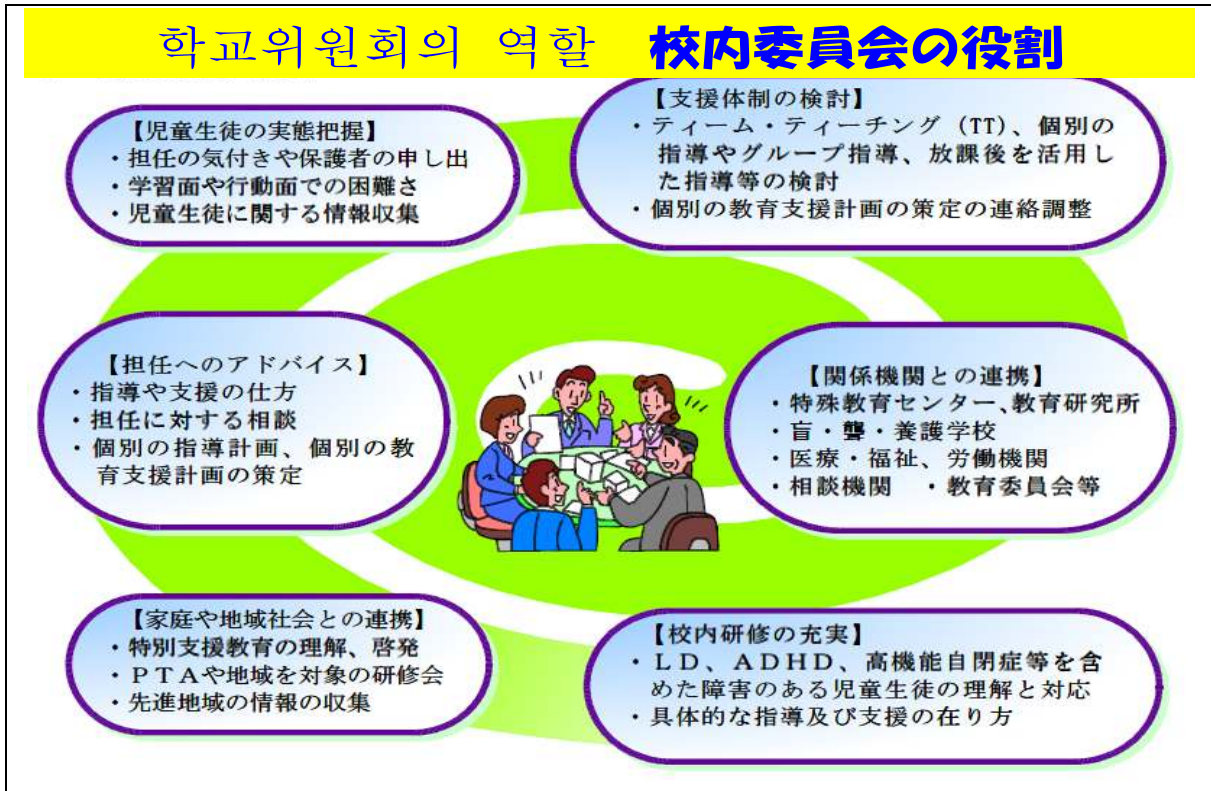 학교위원회의 역할 校内委員会の役割
【児童生徒の実態把握】
・担任の気付きや保護者の申し出
・学習面や行動面での困難さ
・児童生徒に関する情報収集
【支援体制の検討】
・ティーム・ティーチング (TT)、個別の
指導やグループ指導、放課後を活用し
た指導等の検討
・個別の教育支援計画の策定の連絡調整
【担任へのアドバイス】
・指導や支援の仕方
・担任に対する相談
・個別の指導計画、個別の教
育支援計画の策定
【関係機関との連携】
・特殊教育センター、教育研究所
・盲・聾・養護学校
・医療・福祉、労働機関
・相談機関 ・教育委員会等
【家庭や地域社会との連携】
・特別支援教育の理解、啓発
・ＰＴＡや地域を対象の研修会
・先進地域の情報の収集
【校内研修の充実】
・ＬＤ、ＡＤＨＤ、高機能自閉症等を含
めた障害のある児童生徒の理解と対応
・具体的な指導及び支援の在り方